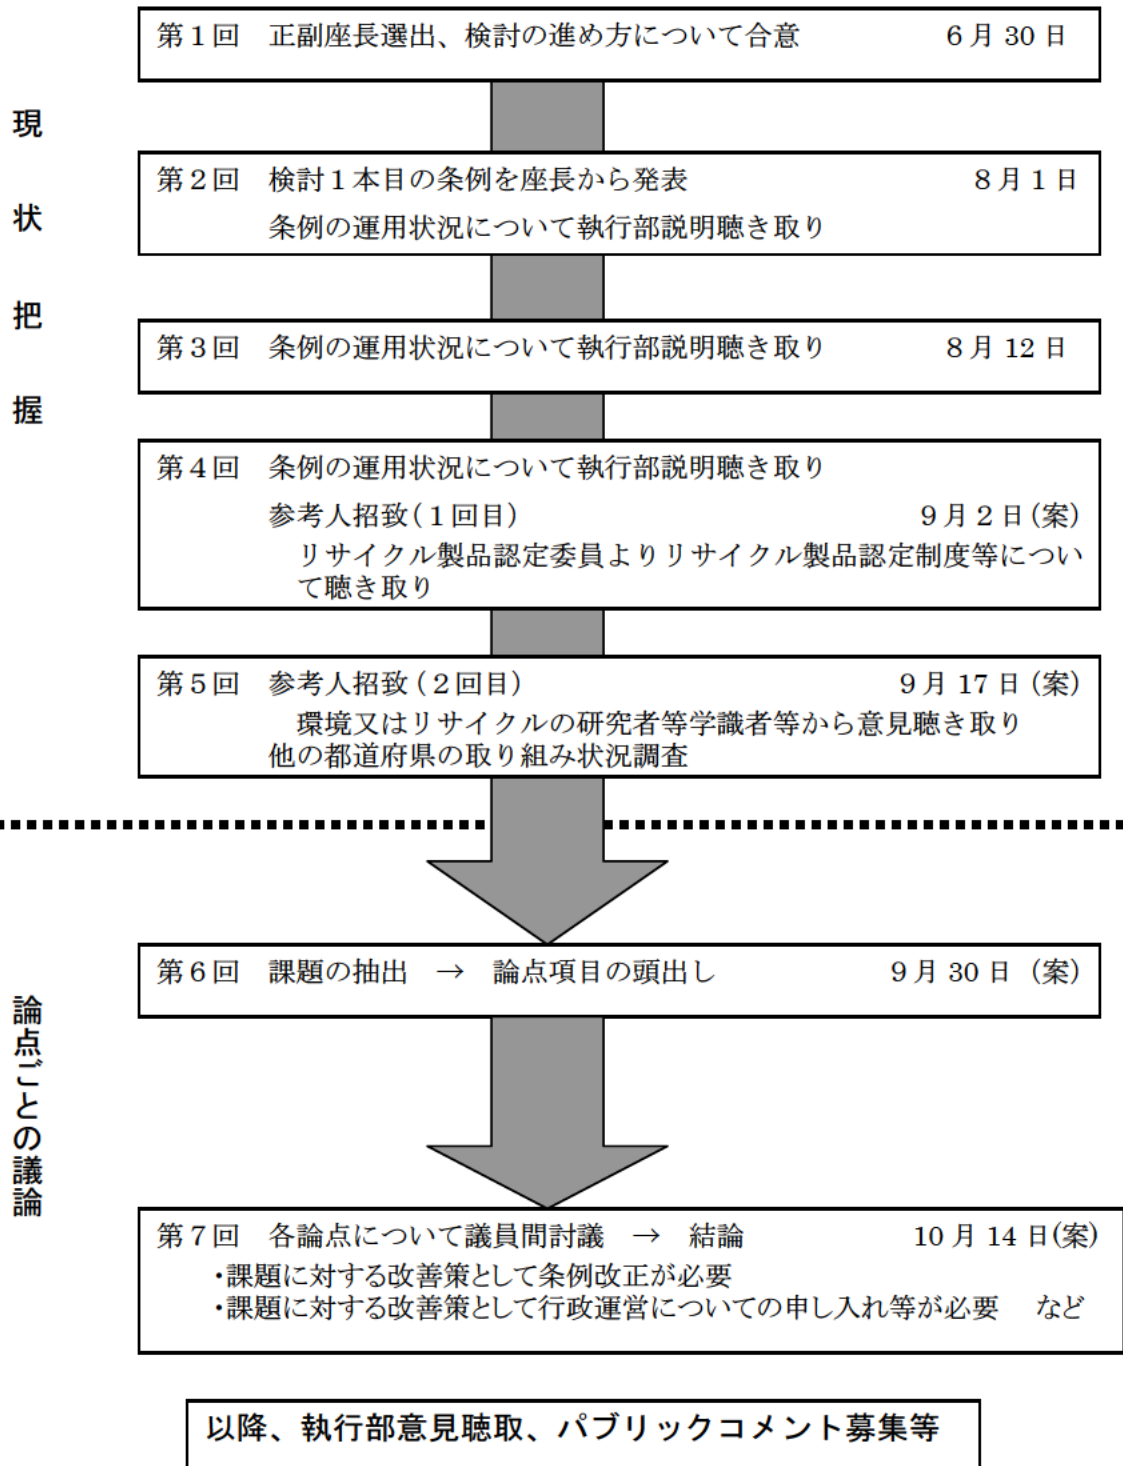 第１回　正副座長選出、検討の進め方について合意　６月 30 日
現状把握
第２回　検討１本目の条例を座長から発表　８月１日
条例の運用状況について執行部説明聴き取り
第３回　条例の運用状況について執行部説明聴き取り　８月 12 日
第４回　条例の運用状況について執行部説明聴き取り
参考人招致（１回目）　９月２日（案）
リサイクル製品認定委員よりリサイクル製品認定制度等につい
て聴き取り
第５回　参考人招致（２回目）　９月 17 日（案）
環境又はリサイクルの研究者等学識者等から意見聴き取り
他の都道府県の取り組み状況調査
論点ごとの議論
第６回　課題の抽出　→　論点項目の頭出し　９月 30 日（案）
第７回　各論点について議員間討議　→　結論　10 月 14 日(案)
・課題に対する改善策として条例改正が必要
・課題に対する改善策として行政運営についての申し入れ等が必要　など
以降、執行部意見聴取、パブリックコメント募集等